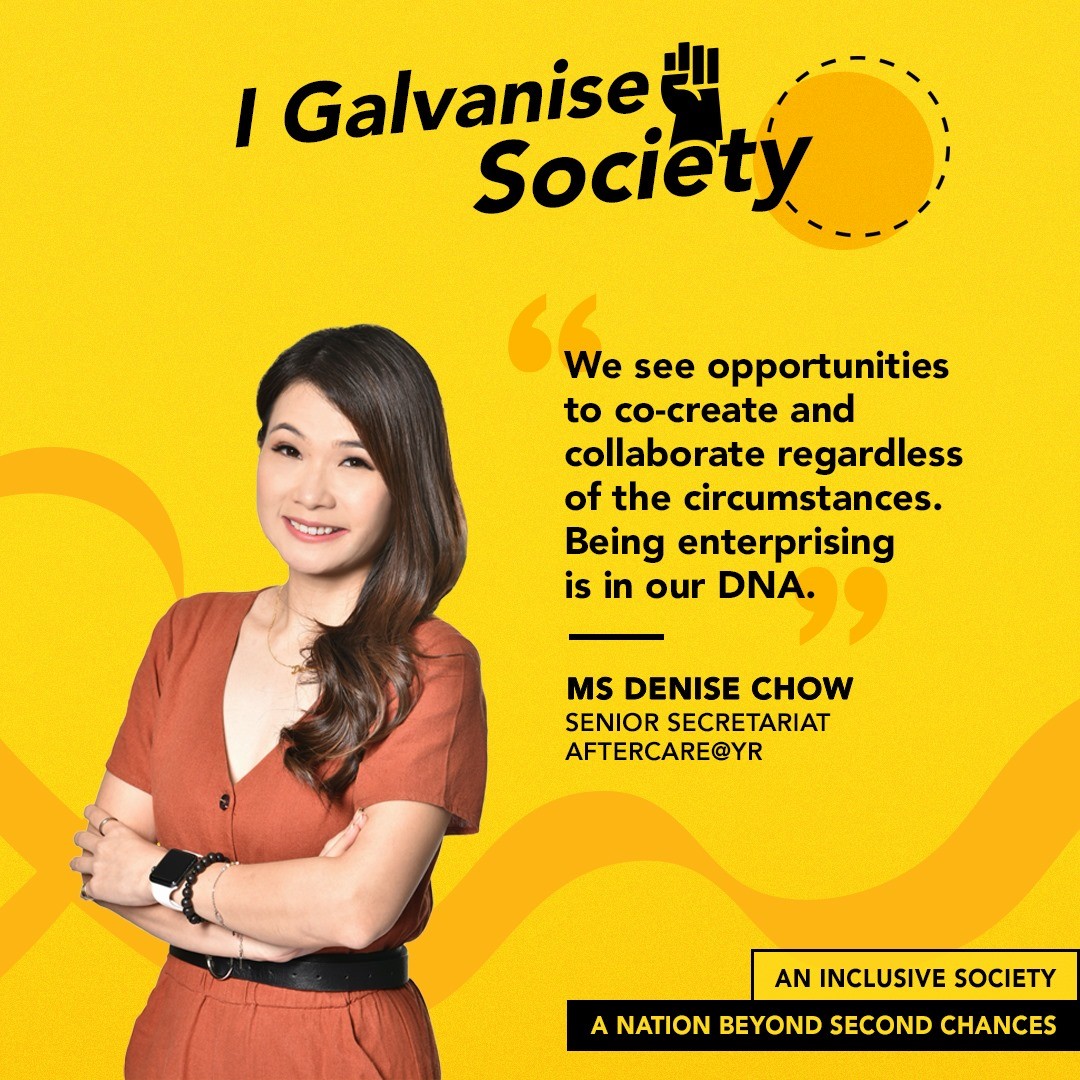 I Galvanise
Society
“We see opportunities
to co-create and
collaborate regardless
of the circumstances.
Being enterprising
is in our DNA.”
MS DENISE CHOW
SENIOR SECRETARIAT
AFTERCARE@YR
AN INCLUSIVE SOCIETY
A NATION BEYOND SECOND CHANCES